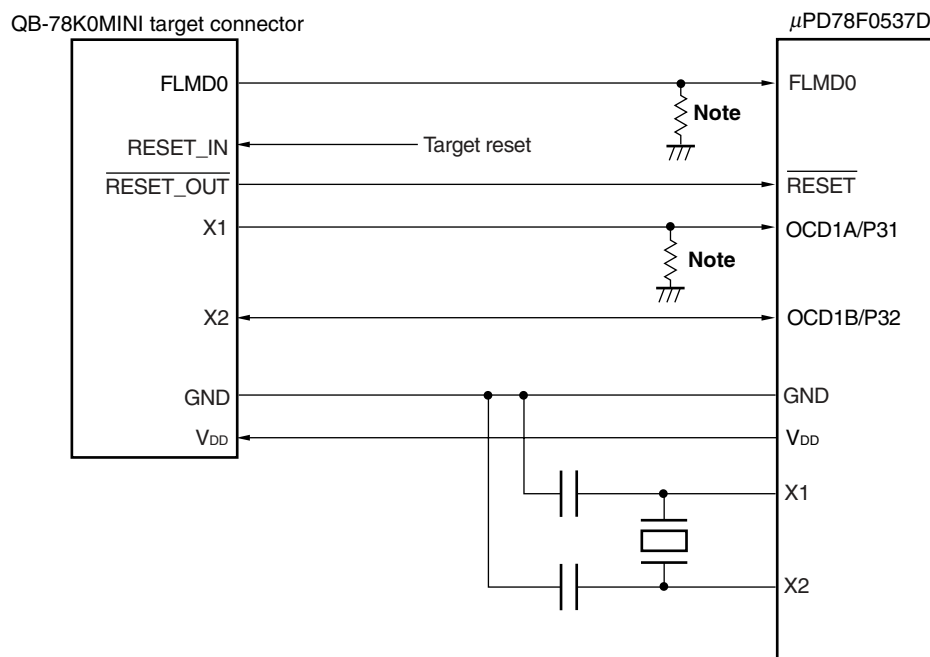 QB-78K0MINI target connector
μPD78F0537D
FLMD0
Note
FLMD0
RESET_IN
Target reset
RESET_OUT
RESET
X1
OCD1A/P31
Note
X2
OCD1B/P32
GND
GND
VDD
VDD
X1
X2